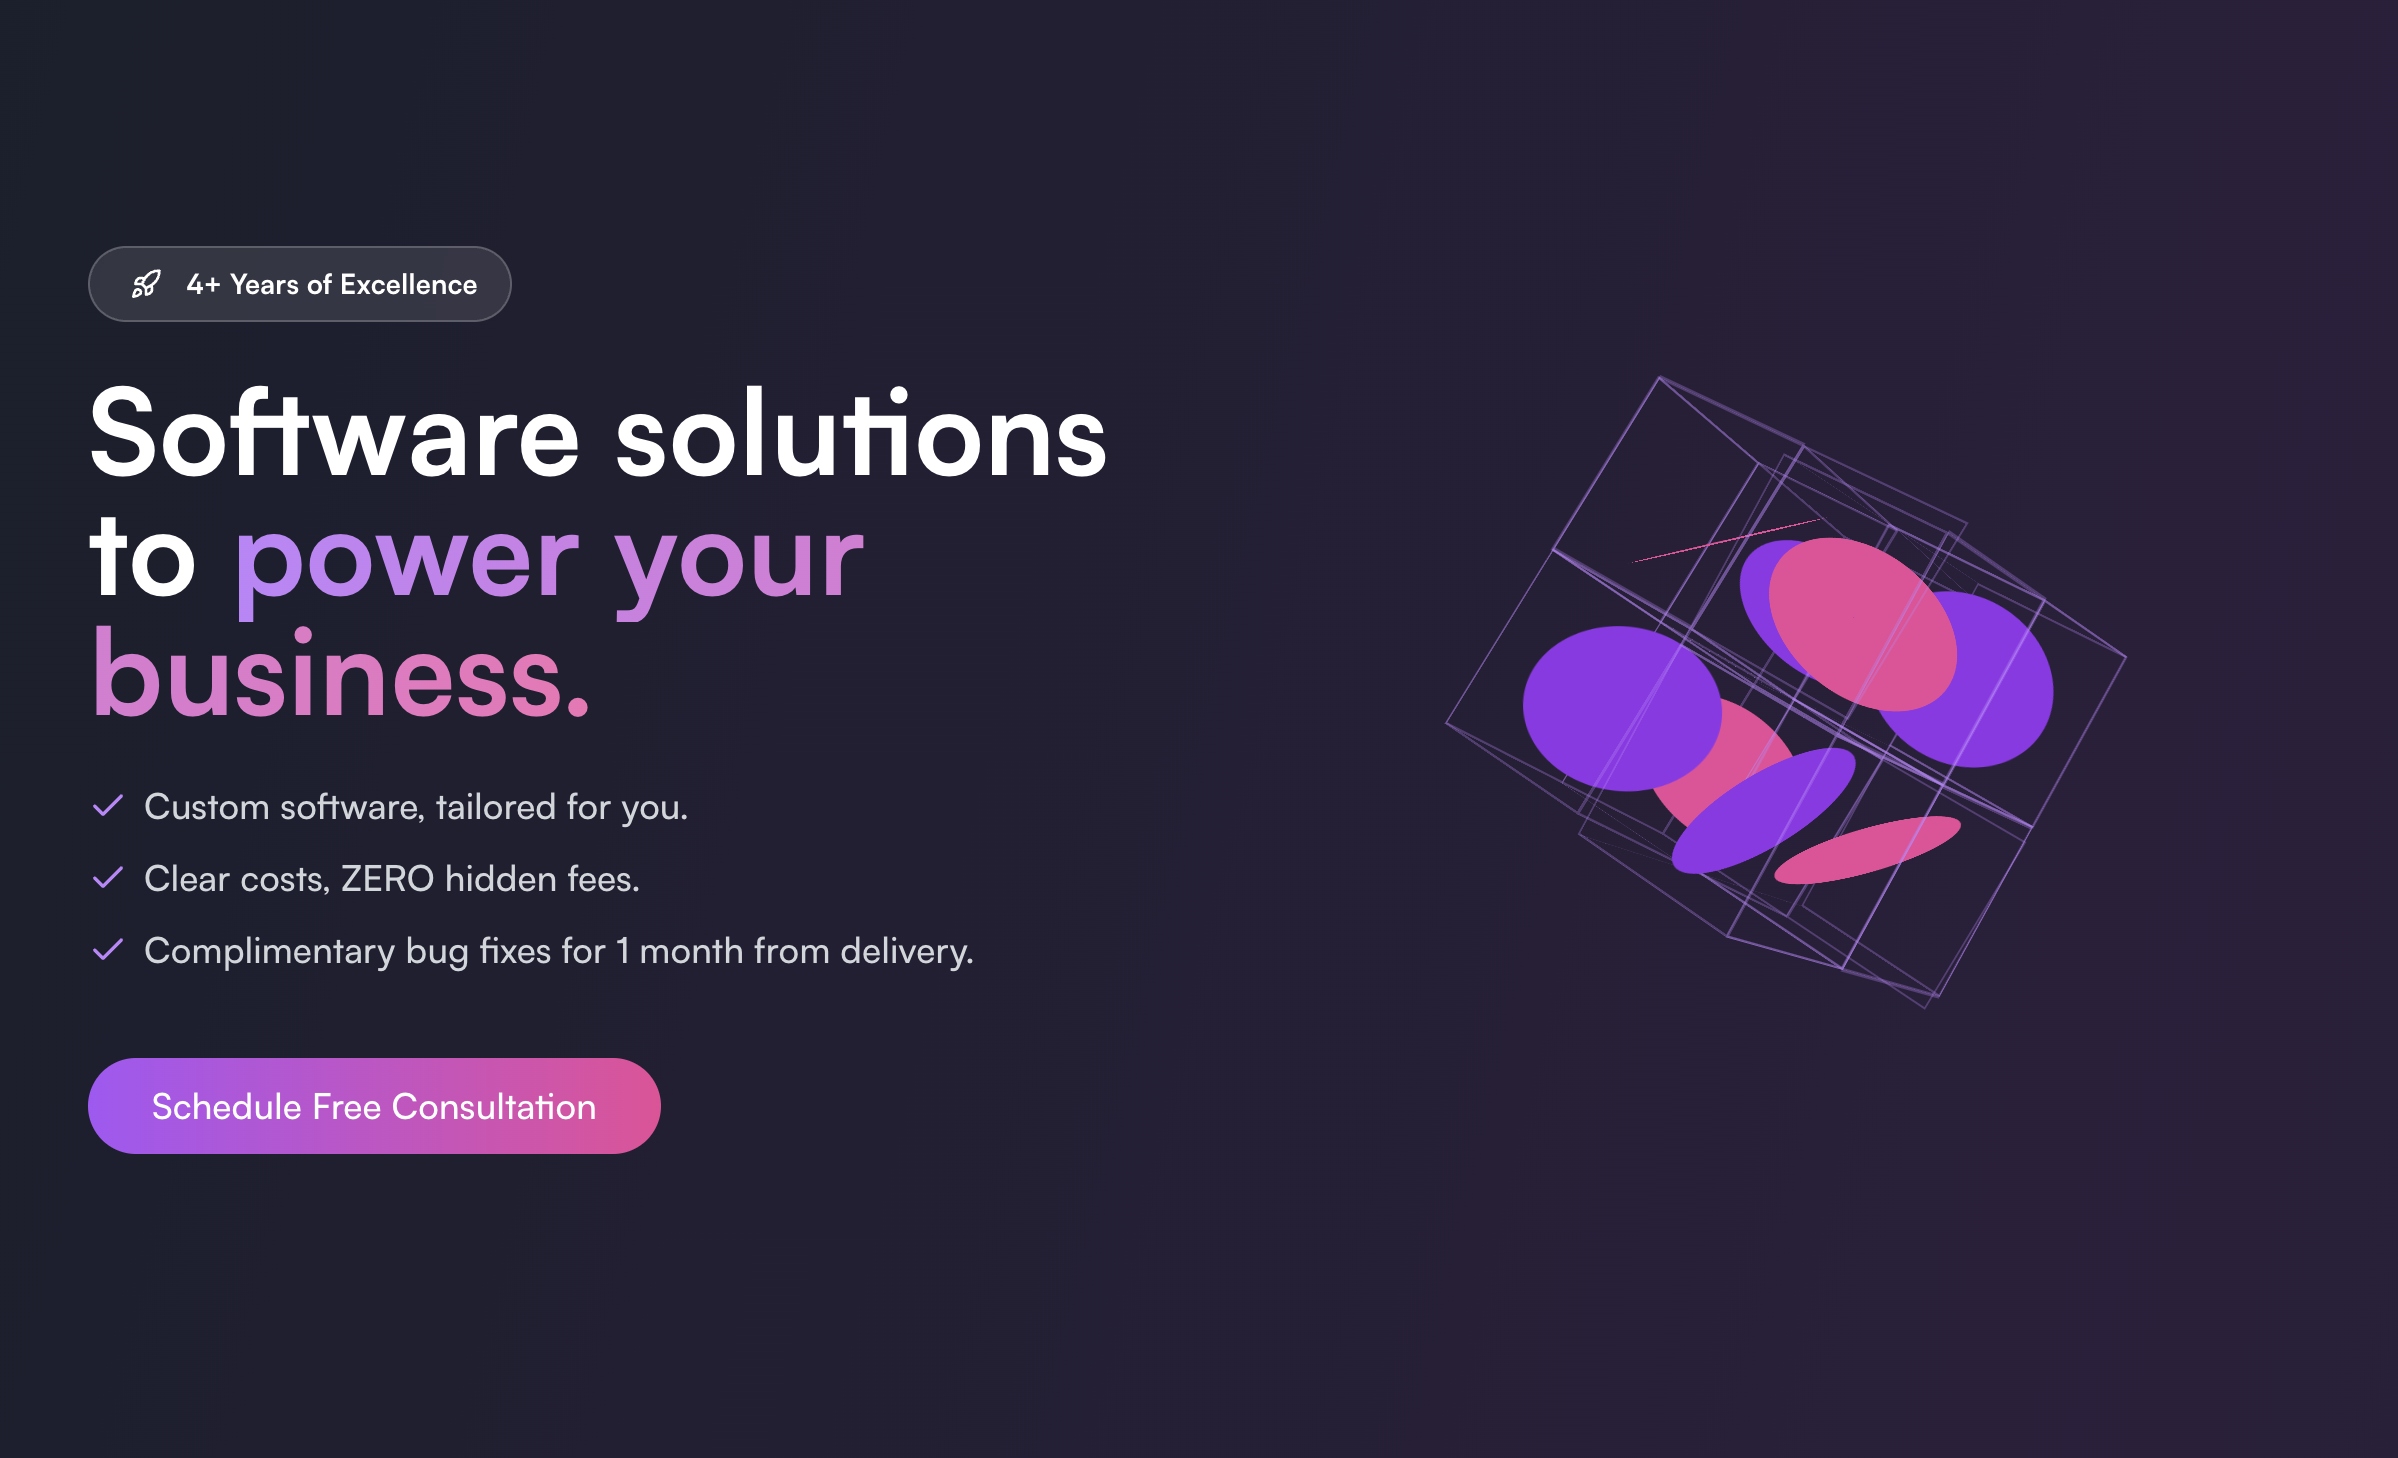 4+ Years of Excellence
Software solutions
to power your
business.
Custom software, tailored for you.
Clear costs, ZERO hidden fees.
Complimentary bug fixes for 1 month from delivery.
Schedule Free Consultation